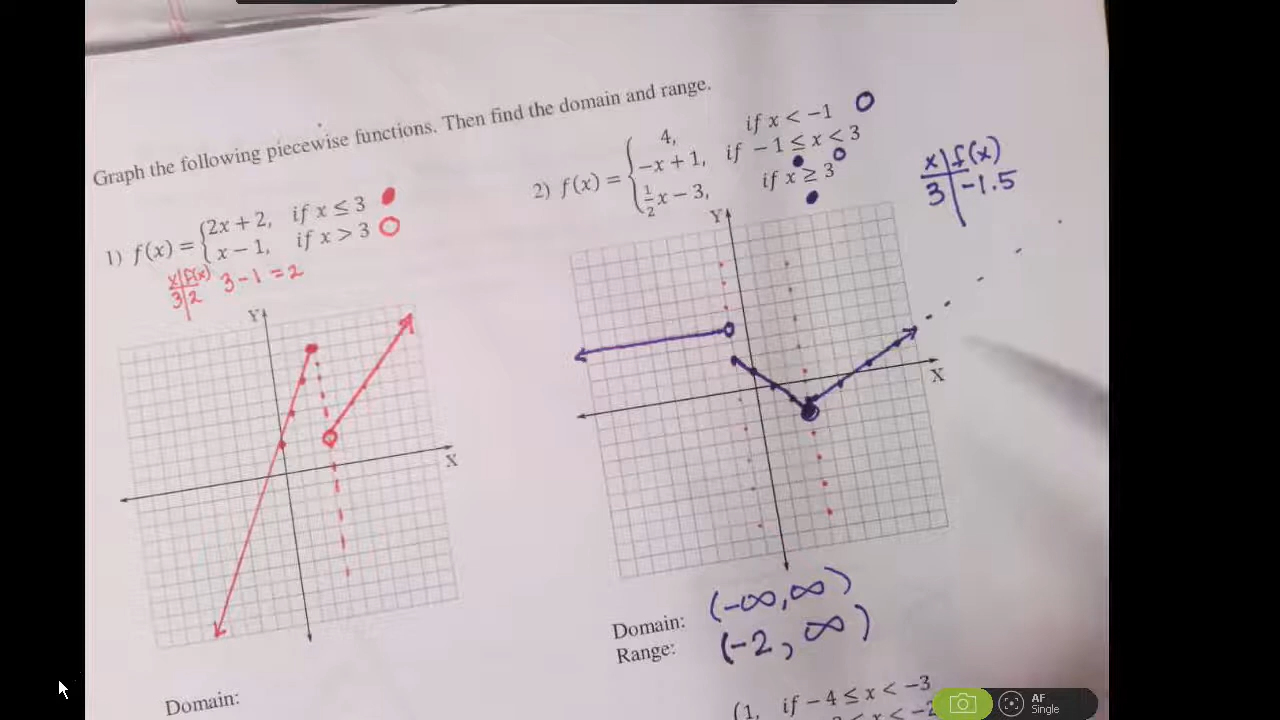 Graph the following piecewise functions. Then find the domain and range.
1) f(x) = { 2x + 2, if x ≤ 3
x − 1, if x > 3
x | f(x)
3 | 2
3 - 1 = 2
Y
X
Domain:
2) f(x) = { 4, if x < −1
−x + 1, if −1 ≤ x < 3
1/2 x − 3, if x ≥ 3
x | f(x)
3 | -1.5
Y
X
Domain: (-∞, ∞)
Range: (-2, ∞)
(1, if −4 ≤ x < −3
AF
Single